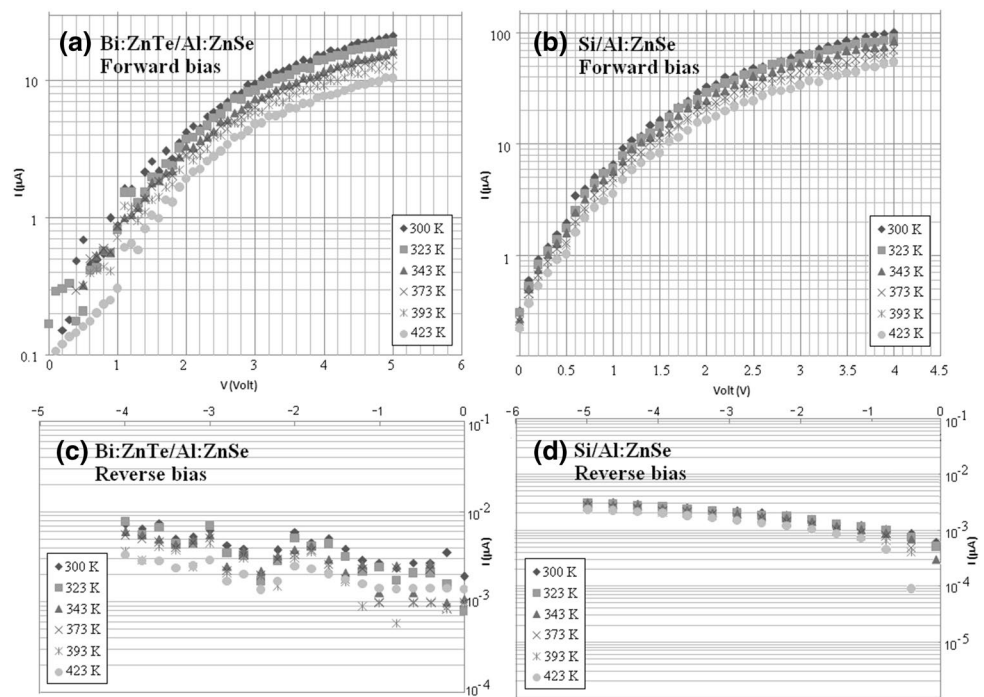 (a) Bi:ZnTe/Al:ZnSe
Forward bias
10
1
0.1
I (µA)
300 K
323 K
343 K
373 K
393 K
423 K
0 1 2 3 4 5 6
V (Volt)
(b) Si/Al:ZnSe
Forward bias
100
10
1
I (µA)
300 K
323 K
343 K
373 K
393 K
423 K
0 0.5 1 1.5 2 2.5 3 3.5 4 4.5
Volt (V)
-5 -4 -3 -2 -1 0
(c) Bi:ZnTe/Al:ZnSe
Reverse bias
10-1
10-2
10-3
10-4
I (µA)
300 K
323 K
343 K
373 K
393 K
423 K
-6 -5 -4 -3 -2 -1 0
(d) Si/Al:ZnSe
Reverse bias
10-1
10-2
10-3
10-4
10-5
I (µA)
300 K
323 K
343 K
373 K
393 K
423 K